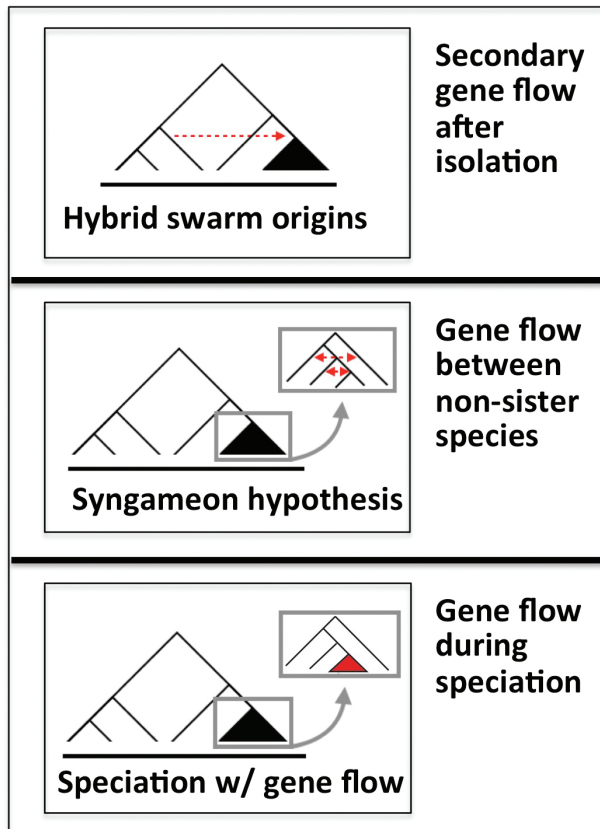 Secondary
gene flow
after
isolation
Hybrid swarm origins
Gene flow
between
non-sister
species
Syngameon hypothesis
Gene flow
during
speciation
Speciation w/ gene flow